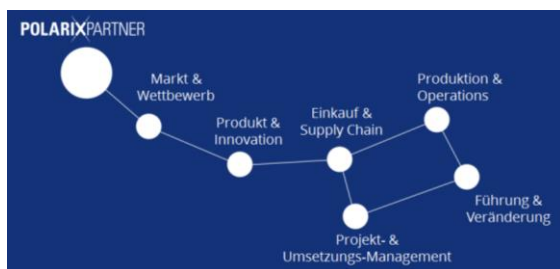 POLARIXPARTNER
Markt &
Wettbewerb
Produkt &
Innovation
Einkauf &
Supply Chain
Produktion &
Operations
Führung &
Veränderung
Projekt- &
Umsetzungs-Management